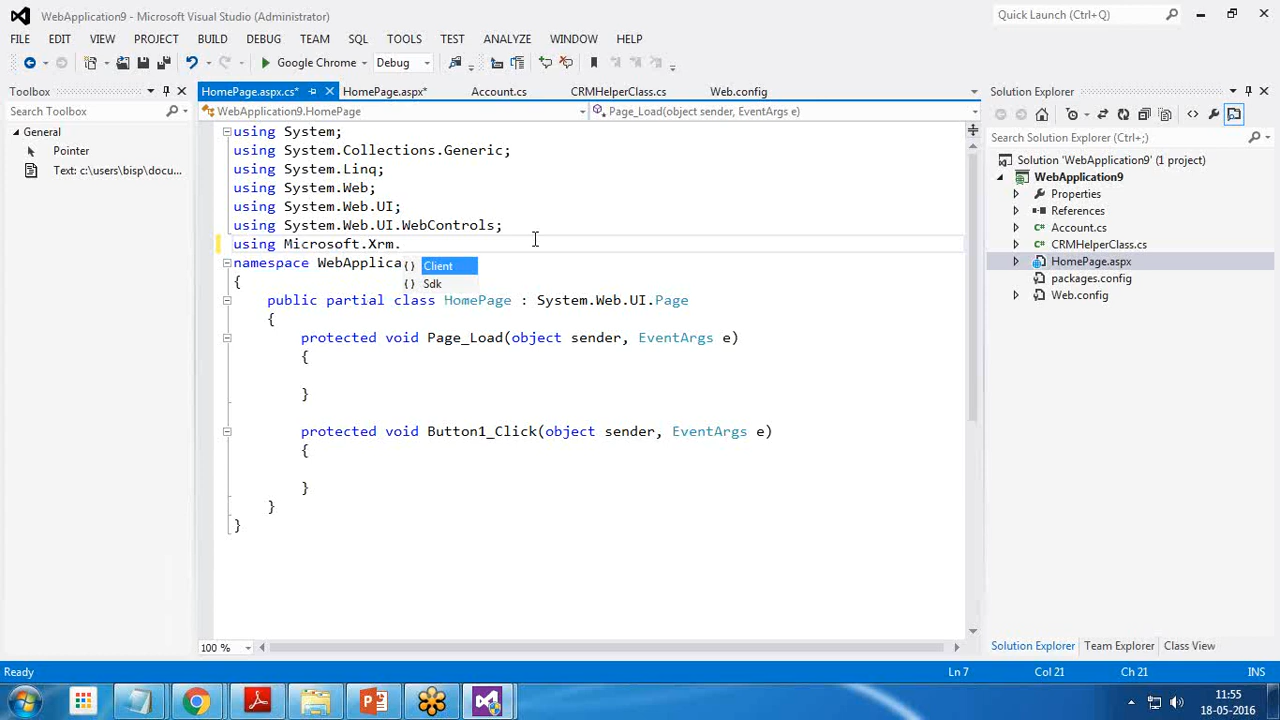 WebApplication9 - Microsoft Visual Studio (Administrator)
Quick Launch (Ctrl+Q)
FILE EDIT VIEW PROJECT BUILD DEBUG TEAM SQL TOOLS TEST ANALYZE WINDOW HELP
Google Chrome Debug
Toolbox
HomePage.aspx.cs* HomePage.aspx* Account.cs CRMHelperClass.cs Web.config
Solution Explorer
Search Toolbox
WebApplication9.HomePage
Page_Load(object sender, EventArgs e)
General
Pointer
Text: c:\users\bisp\docu...
using System;
using System.Collections.Generic;
using System.Linq;
using System.Web;
using System.Web.UI;
using System.Web.UI.WebControls;
using Microsoft.Xrm.
namespace WebApplica
{} Client
{} Sdk
{
public partial class HomePage : System.Web.UI.Page
{
protected void Page_Load(object sender, EventArgs e)
{
}
protected void Button1_Click(object sender, EventArgs e)
{
}
}
}
100 %
Search Solution Explorer (Ctrl+;)
Solution 'WebApplication9' (1 project)
WebApplication9
Properties
References
Account.cs
CRMHelperClass.cs
HomePage.aspx
packages.config
Web.config
Solution Explorer Team Explorer Class View
Ready
Ln 7 Col 21 Ch 21 INS
11:55
18-05-2016